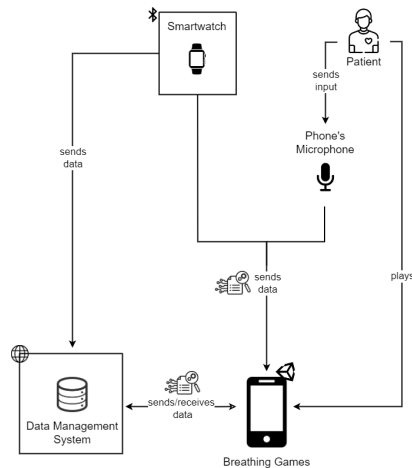 Smartwatch
Patient
sends
input
Phone's
Microphone
sends
data
sends
data
plays
sends/receives
data
Data Management
System
Breathing Games